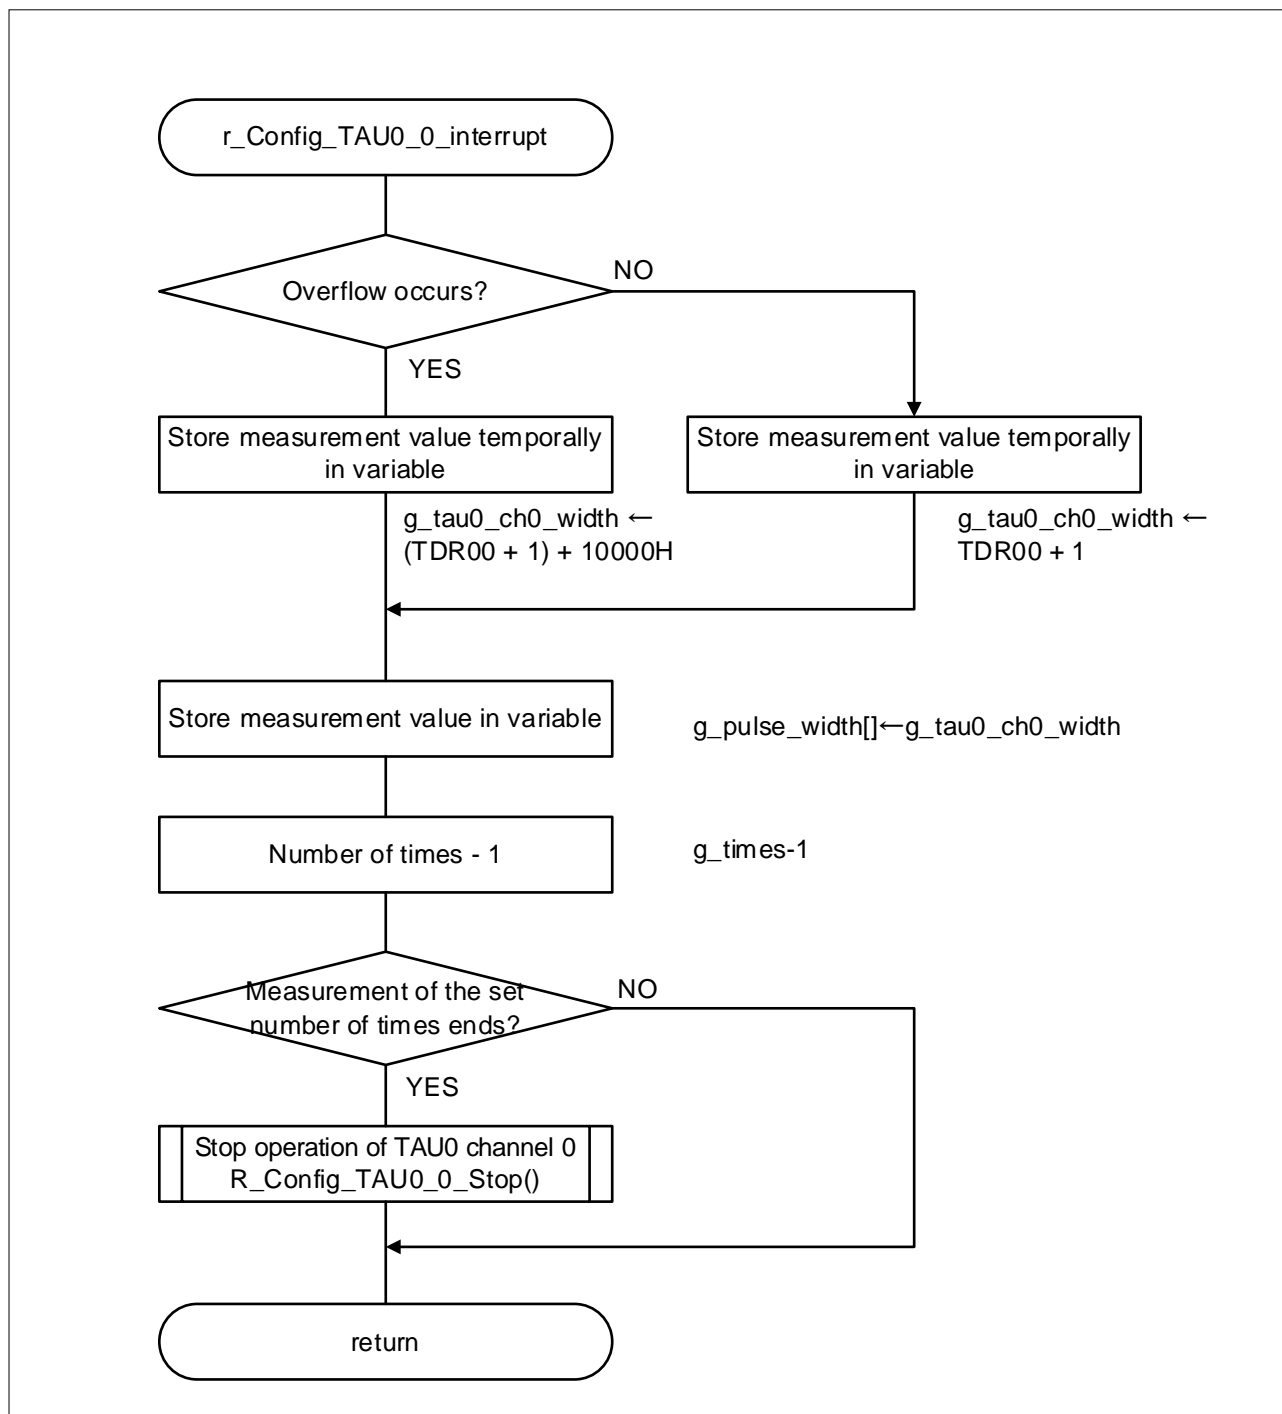 r_Config_TAU0_0_interrupt
Overflow occurs?
NO
YES
Store measurement value temporally
in variable
Store measurement value temporally
in variable
g_tau0_ch0_width ←
(TDR00 + 1) + 10000H
g_tau0_ch0_width ←
TDR00 + 1
Store measurement value in variable
g_pulse_width[]←g_tau0_ch0_width
Number of times - 1
g_times-1
Measurement of the set
number of times ends?
NO
YES
Stop operation of TAU0 channel 0
R_Config_TAU0_0_Stop()
return